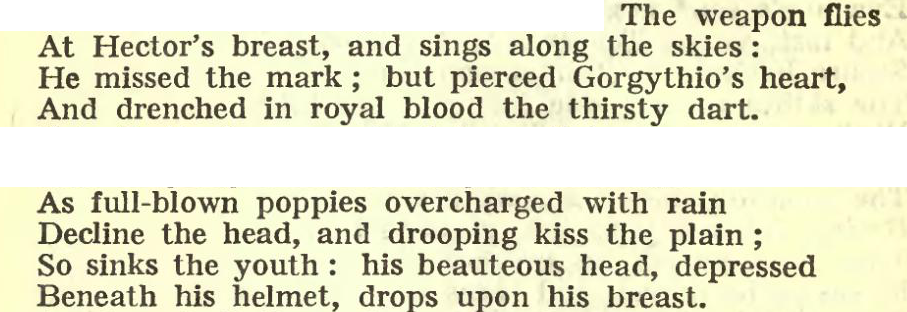 The weapon flies
At Hector's breast, and sings along the skies :
He missed the mark ; but pierced Gorgythio's heart,
And drenched in royal blood the thirsty dart.
As full-blown poppies overcharged with rain
Decline the head, and drooping kiss the plain ;
So sinks the youth : his beauteous head, depressed
Beneath his helmet, drops upon his breast.